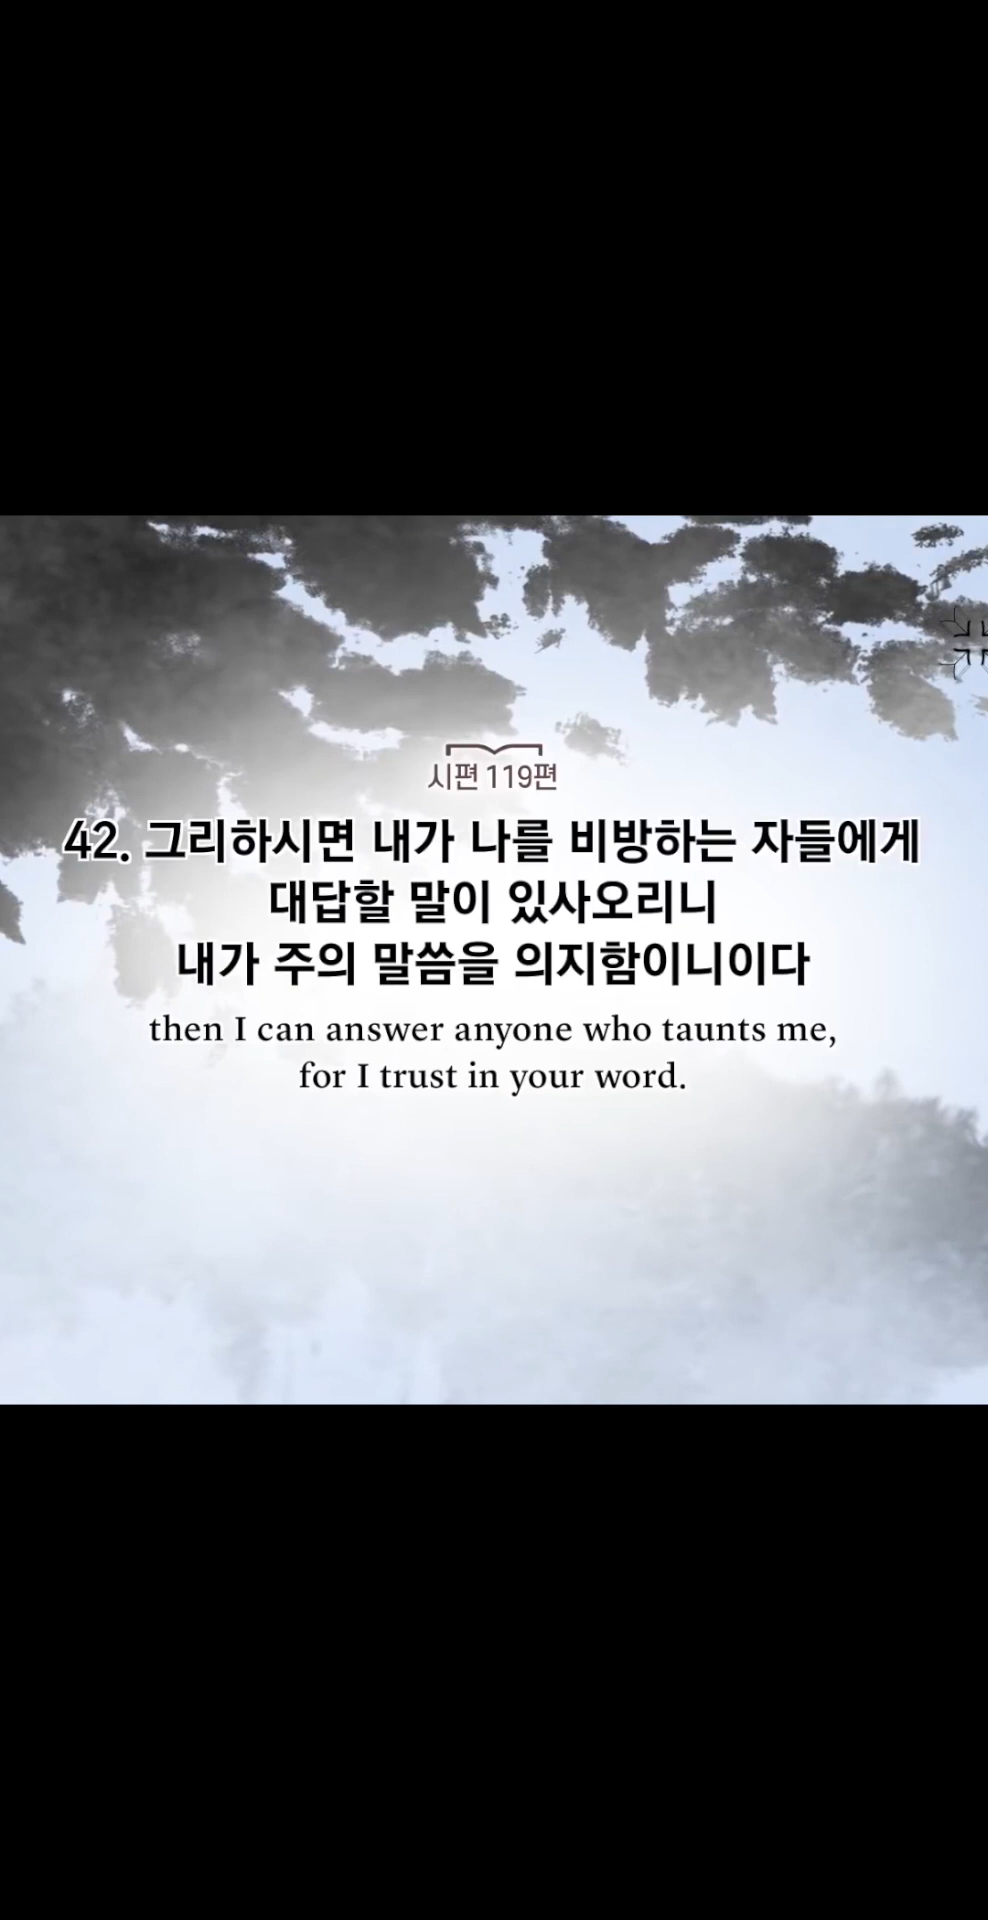 시편 119편
42. 그리하시면 내가 나를 비방하는 자들에게
대답할 말이 있사오리니
내가 주의 말씀을 의지함이니이다
then I can answer anyone who taunts me,
for I trust in your word.